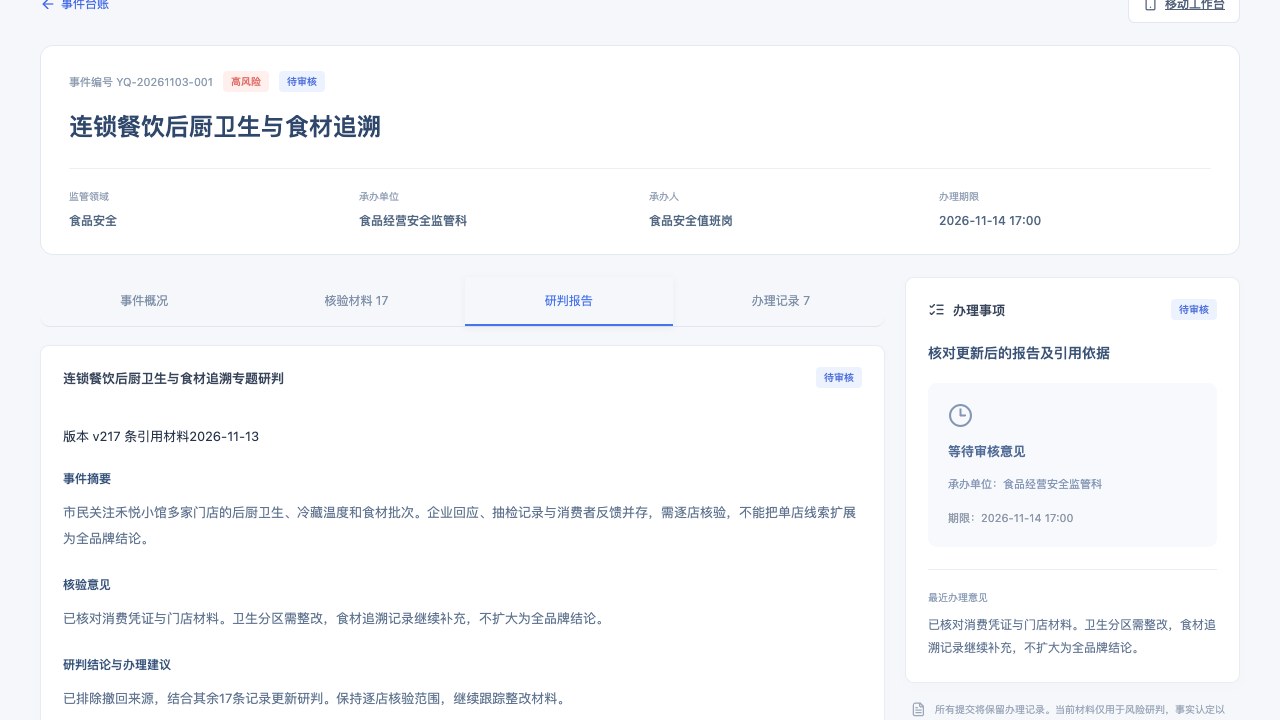 事件台账
移动工作台
事件编号 YQ-20261103-001 高风险 待审核
连锁餐饮后厨卫生与食材追溯
监管领域 承办单位 承办人 办理期限
食品安全 食品经营安全监管科 食品安全值班岗 2026-11-14 17:00
事件概况 核验材料 17 研判报告 办理记录 7
连锁餐饮后厨卫生与食材追溯专题研判 待审核
版本 v217 条引用材料2026-11-13
事件摘要
市民关注禾悦小馆多家门店的后厨卫生、冷藏温度和食材批次。企业回应、抽检记录与消费者反馈并存，需逐店核验，不能把单店线索扩展
为全品牌结论。
核验意见
已核对消费凭证与门店材料。卫生分区需整改，食材追溯记录继续补充，不扩大为全品牌结论。
研判结论与办理建议
已排除撤回来源，结合其余17条记录更新研判。保持逐店核验范围，继续跟踪整改材料。
办理事项 待审核
核对更新后的报告及引用依据
等待审核意见
承办单位：食品经营安全监管科
期限：2026-11-14 17:00
最近办理意见
已核对消费凭证与门店材料。卫生分区需整改，食材追
溯记录继续补充，不扩大为全品牌结论。
所有提交将保留办理记录。当前材料仅用于风险研判，事实认定以